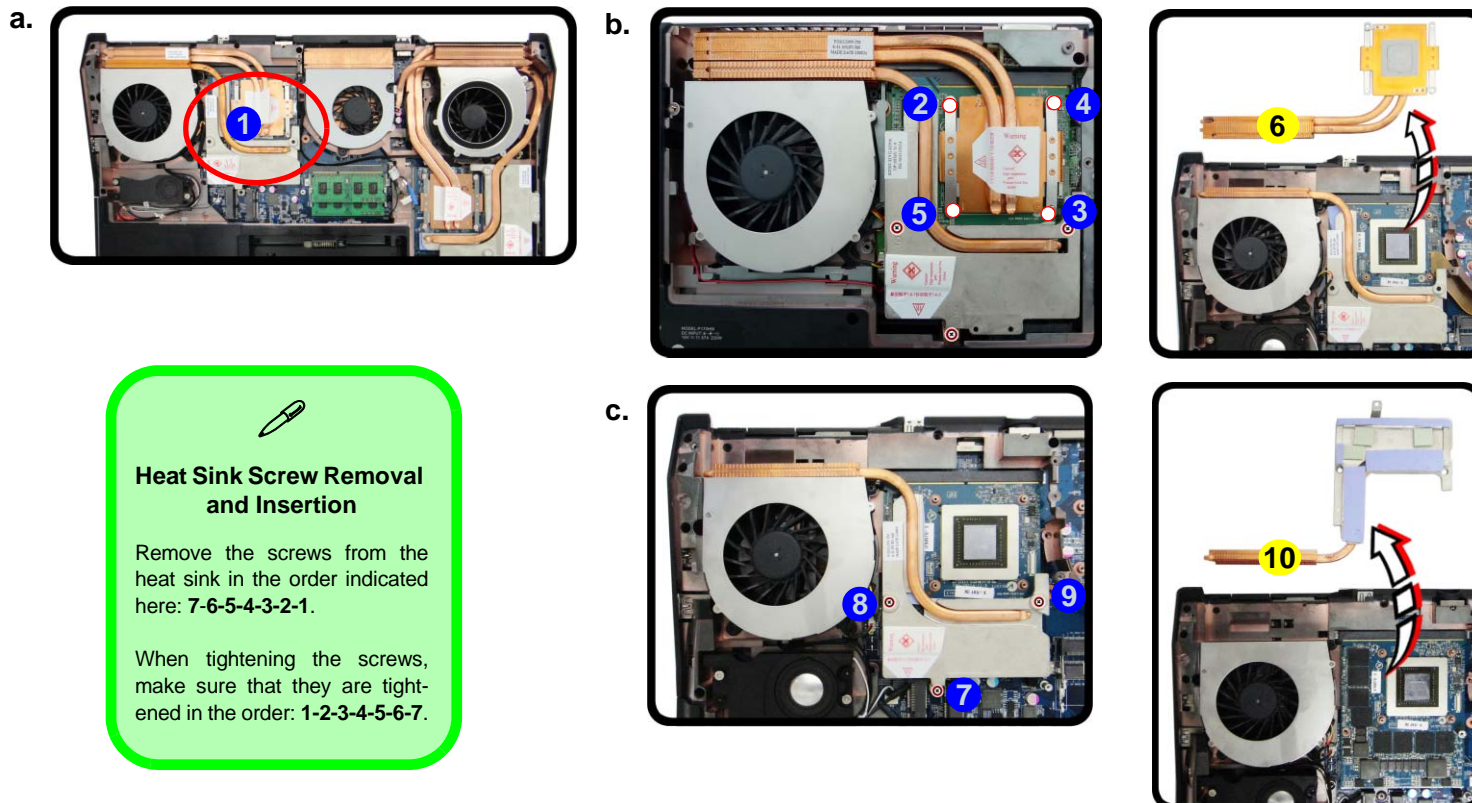 a.
1
b.
2
4
5
3
6
Warning
Warning
MODEL P170HM
c.
8
9
7
10
Heat Sink Screw Removal
and Insertion
Remove the screws from the
heat sink in the order indicated
here: 7-6-5-4-3-2-1.
When tightening the screws,
make sure that they are tight-
ened in the order: 1-2-3-4-5-6-7.